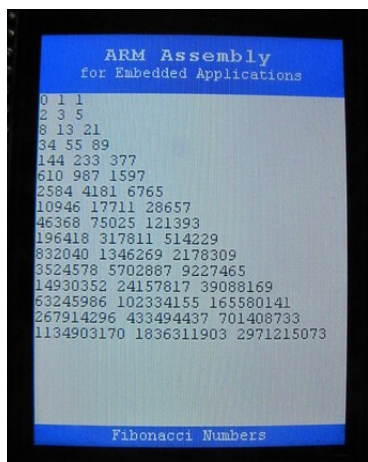 ARM Assembly
for Embedded Applications
0 1 1
2 3 5
8 13 21
34 55 89
144 233 377
610 987 1597
2584 4181 6765
10946 17711 28657
46368 75025 121393
196418 317811 514229
832040 1346269 2178309
3524578 5702887 9227465
14930352 24157817 39088169
63245986 102334155 165580141
267914296 433494437 701408733
1134903170 1836311903 2971215073
Fibonacci Numbers